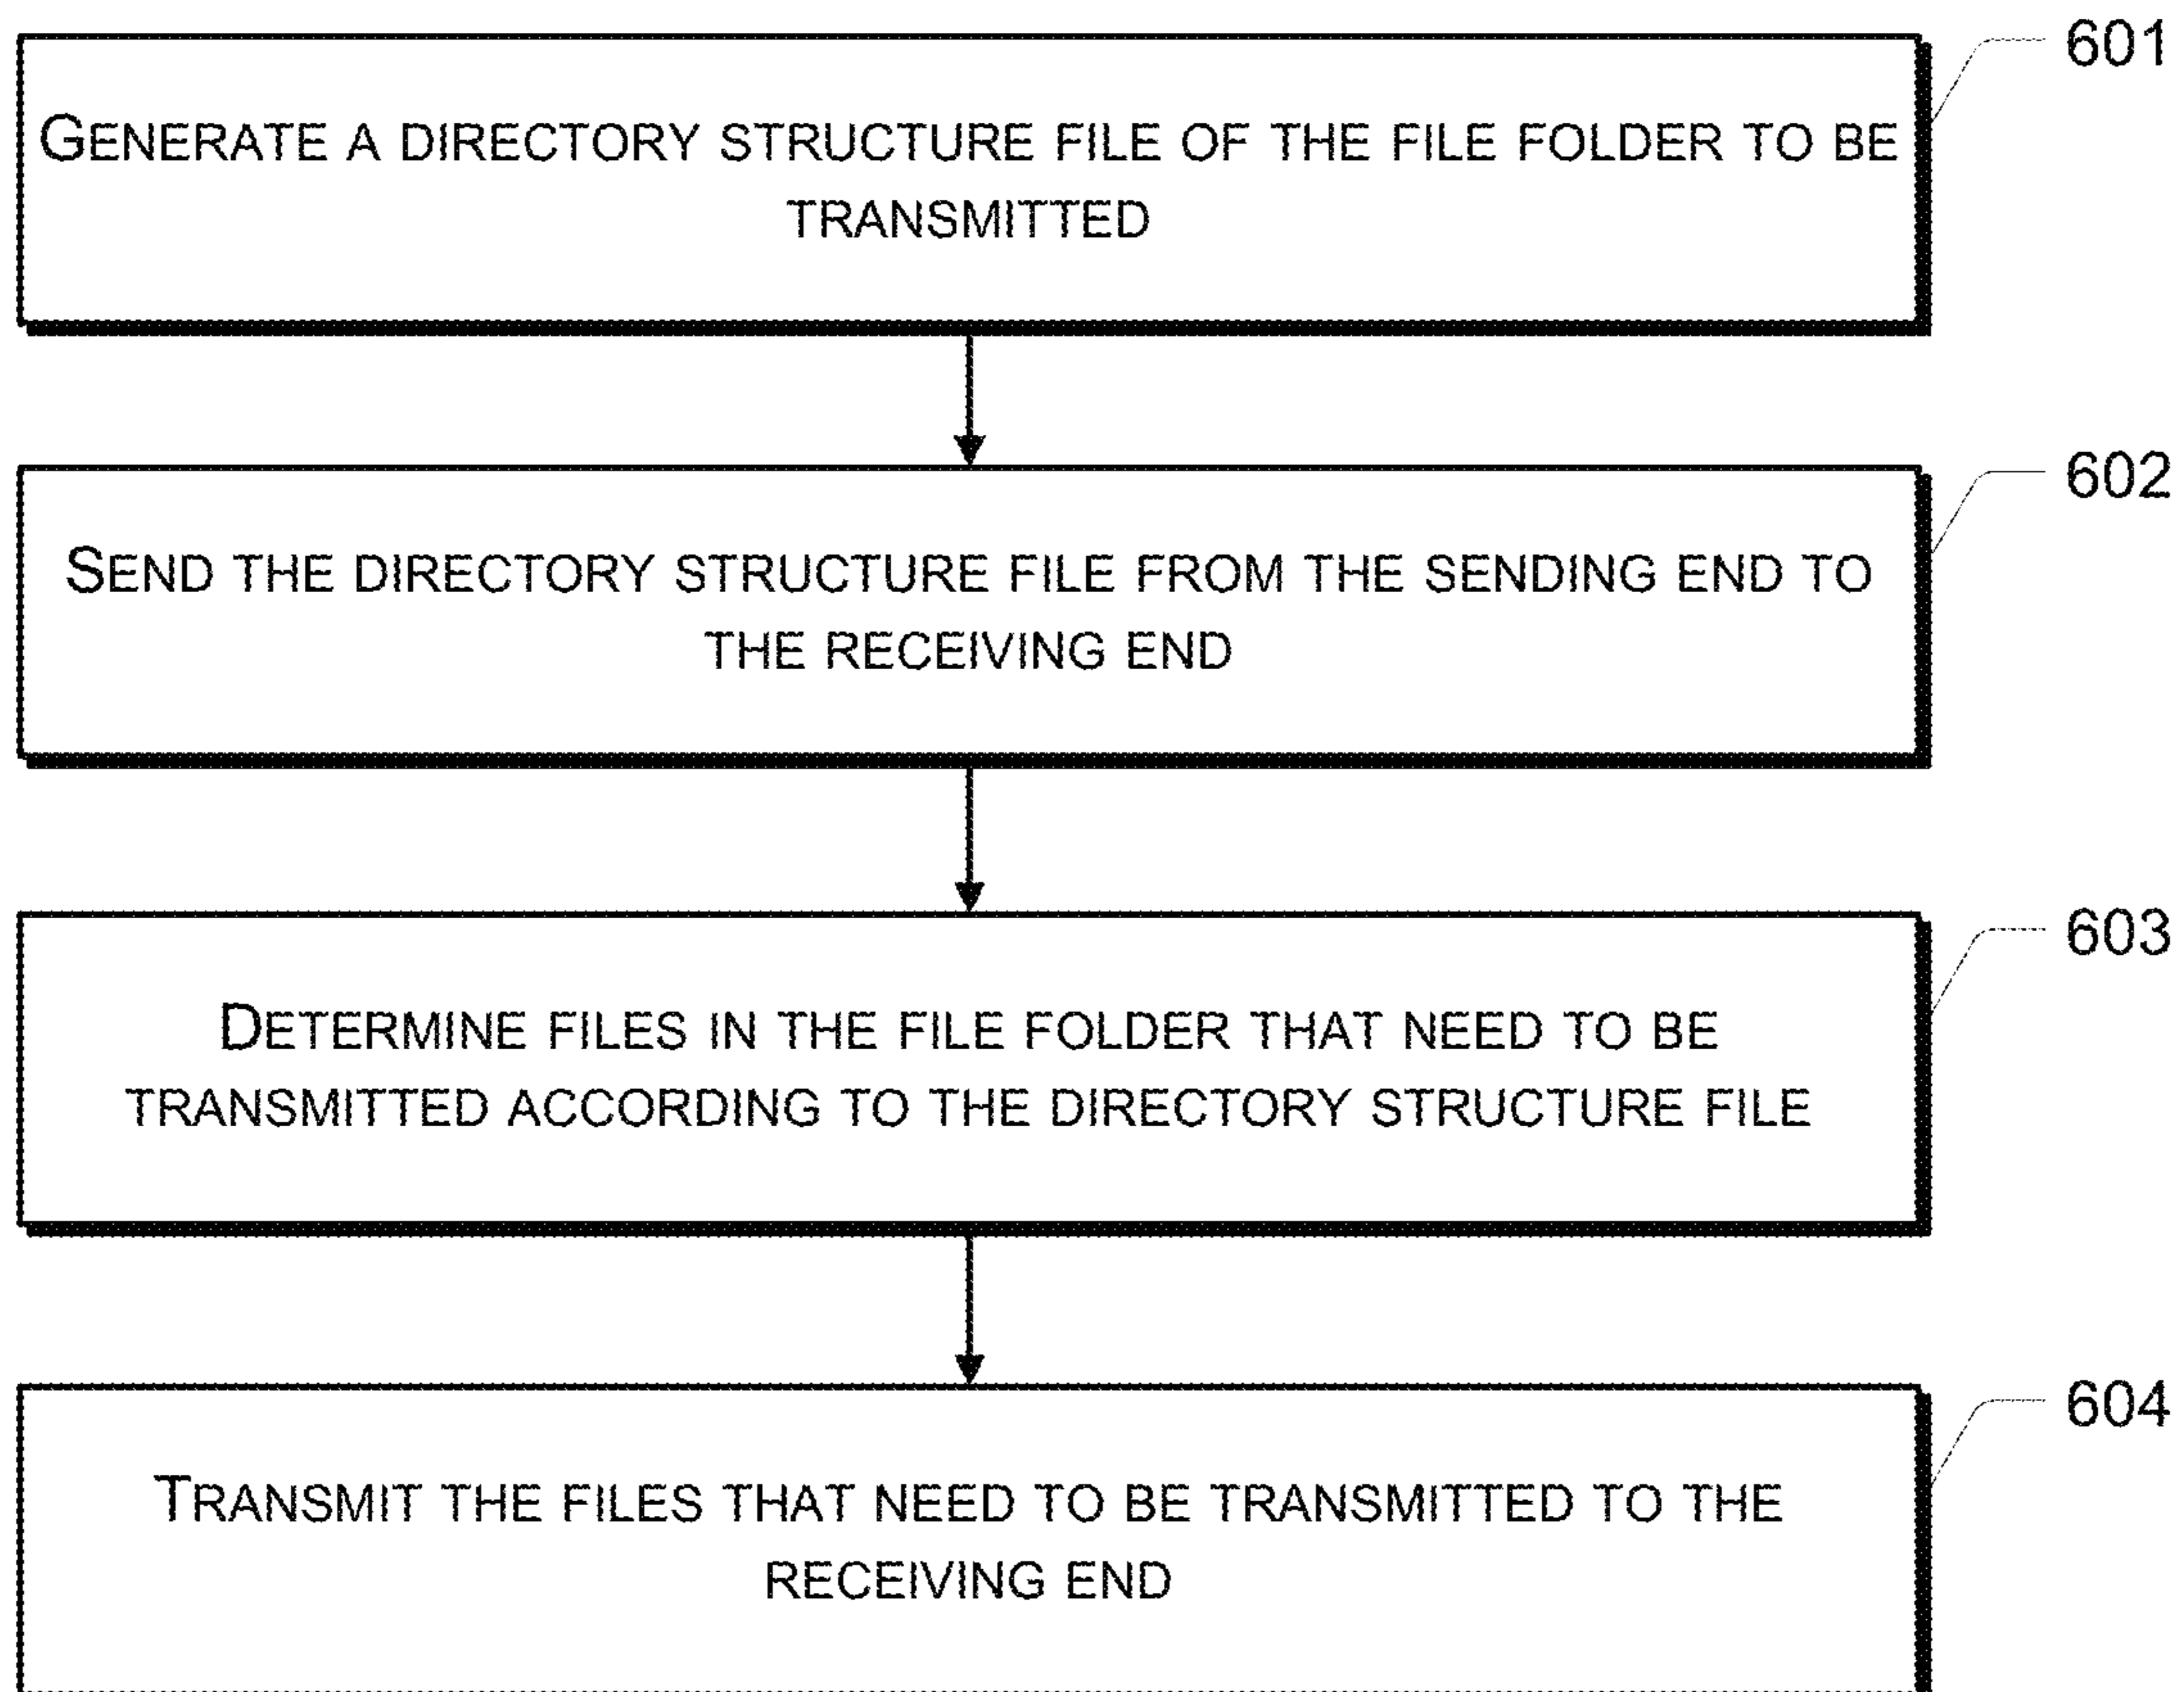 601
GENERATE A DIRECTORY STRUCTURE FILE OF THE FILE FOLDER TO BE
TRANSMITTED
602
SEND THE DIRECTORY STRUCTURE FILE FROM THE SENDING END TO
THE RECEIVING END
603
DETERMINE FILES IN THE FILE FOLDER THAT NEED TO BE
TRANSMITTED ACCORDING TO THE DIRECTORY STRUCTURE FILE
604
TRANSMIT THE FILES THAT NEED TO BE TRANSMITTED TO THE
RECEIVING END